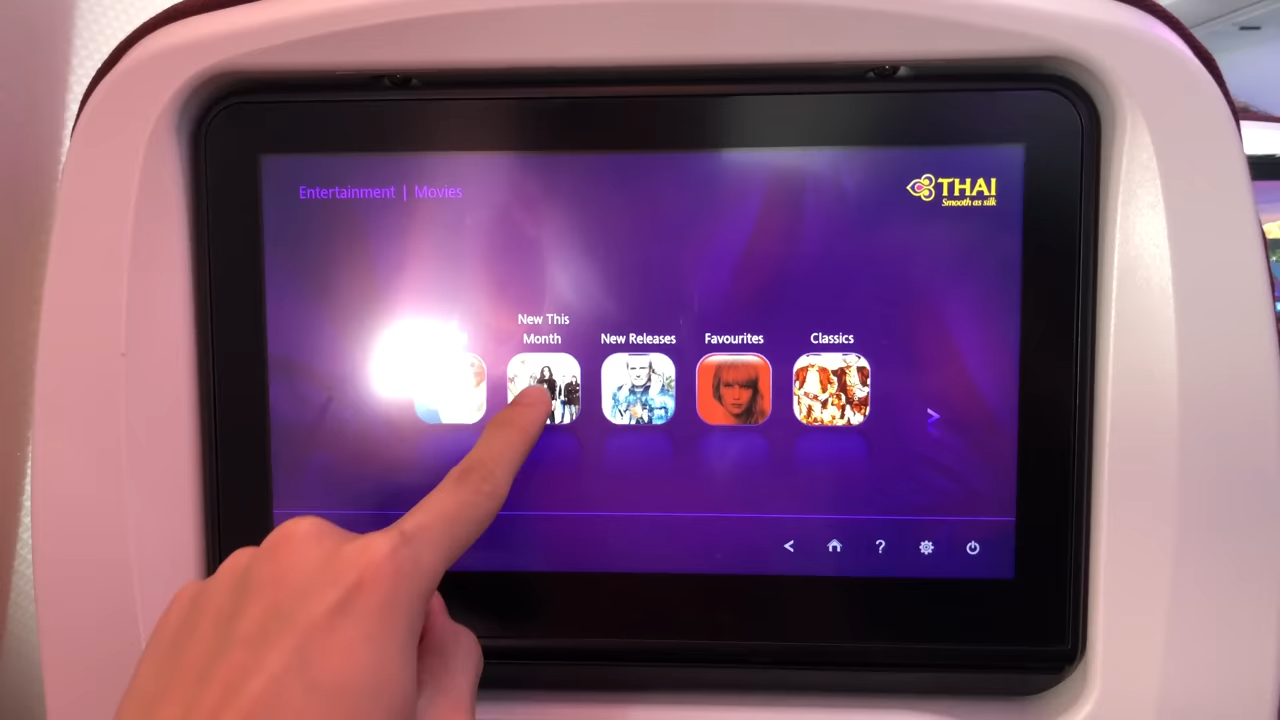 Entertainment | Movies
THAI
Smooth as silk
New This
Month
New Releases
Favourites
Classics
>
< ?